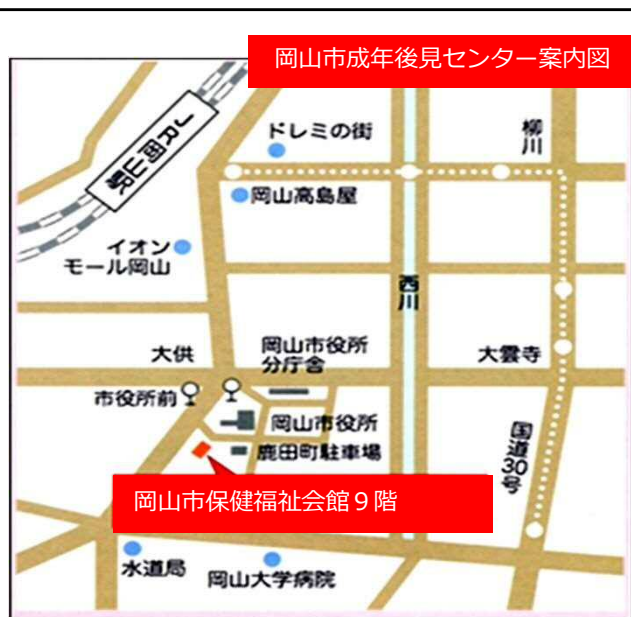 岡山市成年後見センター案内図
JR岡山駅
ドレミの街
柳川
岡山高島屋
イオン
モール岡山
西川
大供
岡山市役所
分庁舎
大雲寺
市役所前
岡山市役所
鹿田町駐車場
国道30号
岡山市保健福祉会館9階
水道局
岡山大学病院